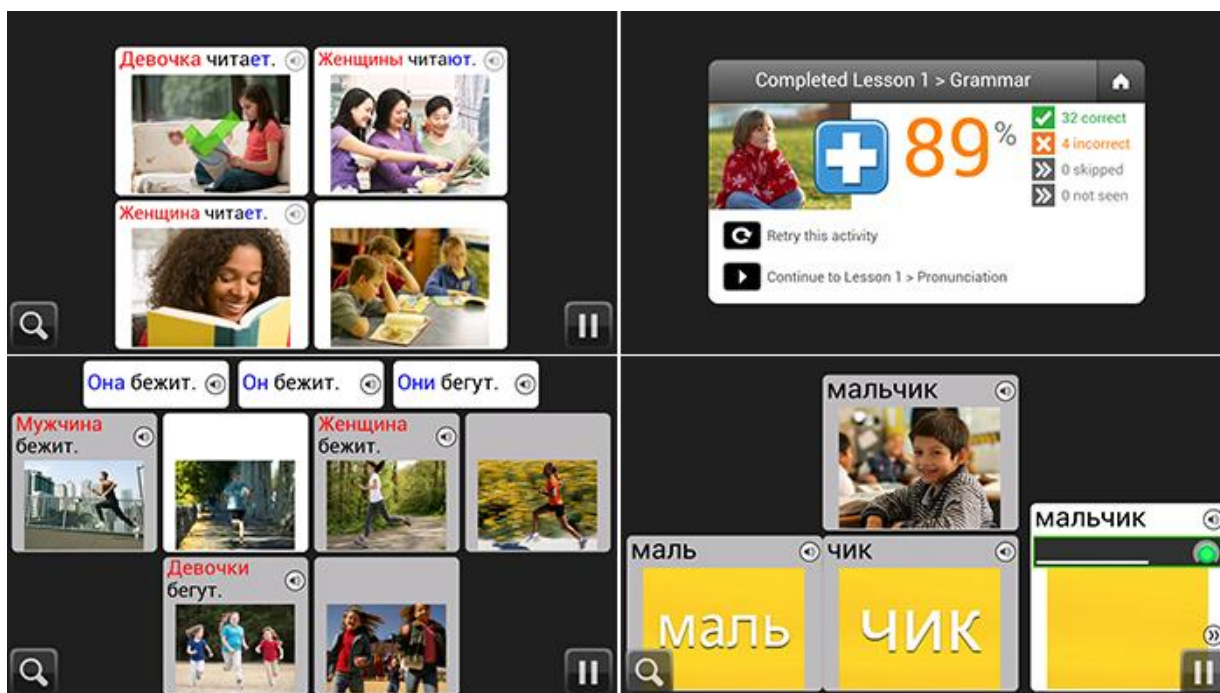 Девочка читает.
Женщины читают.
Женщина читает.
Completed Lesson 1 > Grammar
89%
32 correct
4 incorrect
0 skipped
0 not seen
Retry this activity
Continue to Lesson 1 > Pronunciation
Она бежит.
Он бежит.
Они бегут.
Мужчина
бежит.
Женщина
бежит.
Девочки
бегут.
мальчик
маль
чик
мальчик
маль
чик